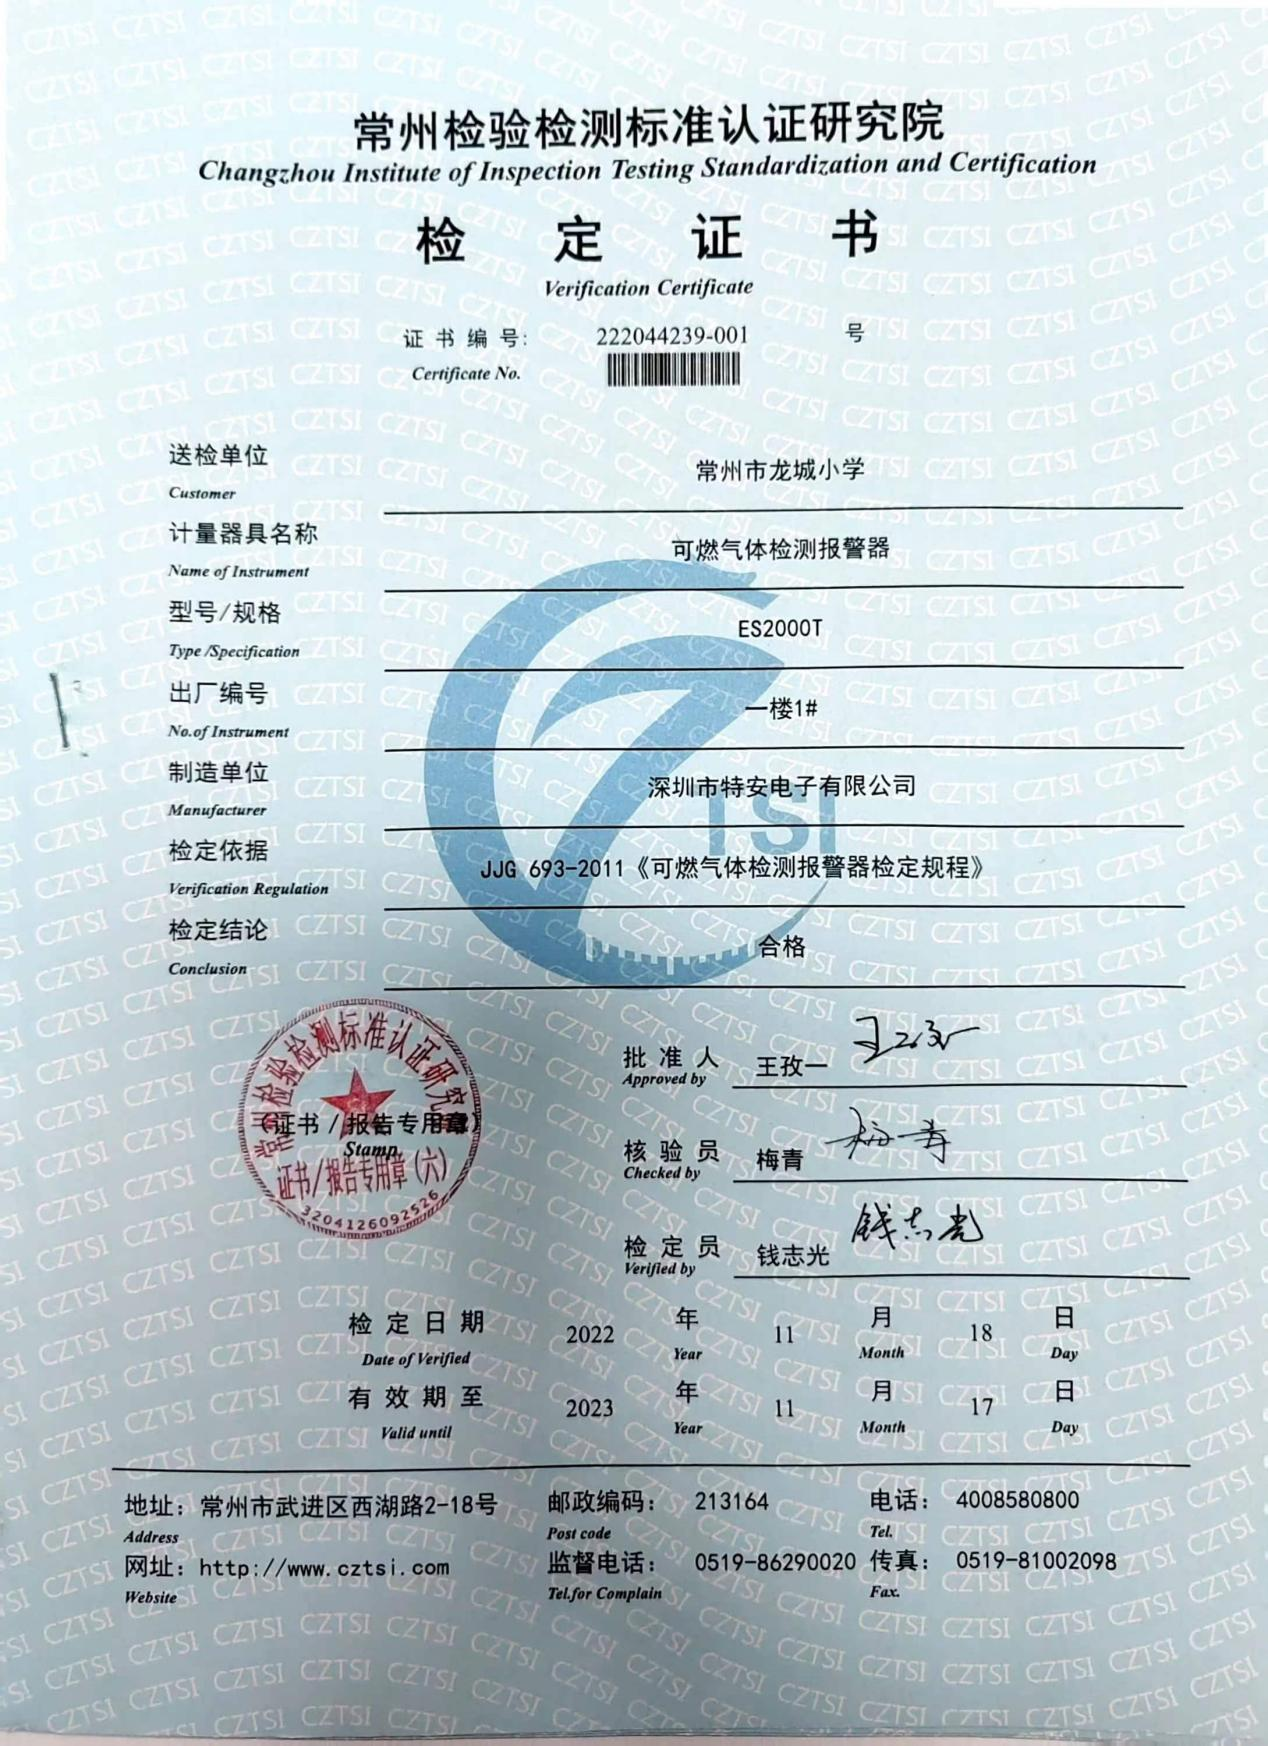 常州检验检测标准认证研究院
Changzhou Institute of Inspection Testing Standardization and Certification
检定证书
Verification Certificate
证书编号: 222044239-001 号
Certificate No.
送检单位 常州市龙城小学
Customer
计量器具名称 可燃气体检测报警器
Name of Instrument
型号/规格 ES2000T
Type /Specification
出厂编号 一楼1#
No.of Instrument
制造单位 深圳市特安电子有限公司
Manufacturer
检定依据 JJG 693-2011《可燃气体检测报警器检定规程》
Verification Regulation
检定结论 合格
Conclusion
TSI
常州检验检测标准认证研究院
（证书/报告专用章）
Stamp
证书/报告专用章(六)
3204126092526
批准人 王孜一
Approved by
核验员 梅青 梅青
Checked by
检定员 钱志光 钱志光
Verified by
检定日期 2022 年 11 月 18 日
Date of Verified Year Month Day
有效期至 2023 年 11 月 17 日
Valid until Year Month Day
地址：常州市武进区西湖路2-18号 邮政编码： 213164 电话： 4008580800
Address Post code Tel.
网址：http://www.cztsi.com 监督电话： 0519-86290020 传真： 0519-81002098
Website Tel.for Complain Fax.
CZTSI